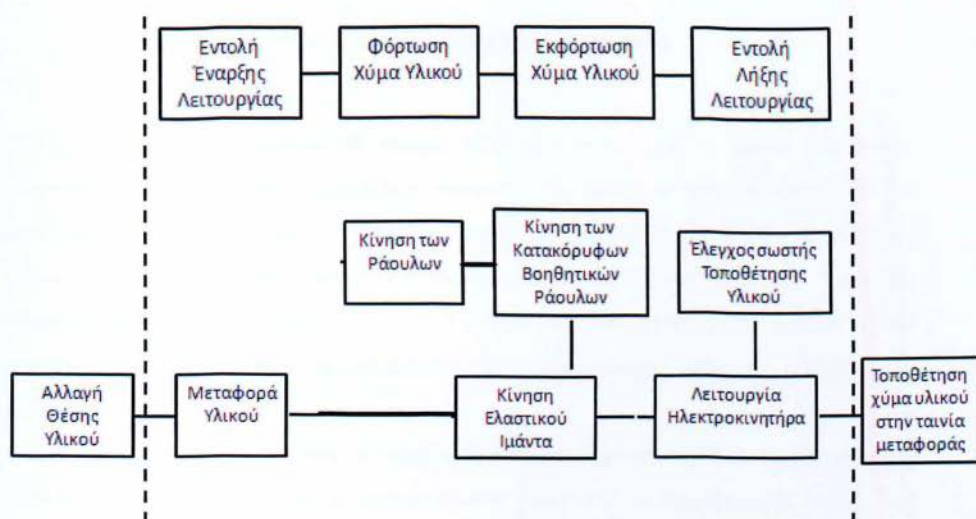 Εντολή
Έναρξης
Λειτουργίας
Φόρτωση
Χύμα Υλικού
Εκφόρτωση
Χύμα Υλικού
Εντολή
Λήξης
Λειτουργίας
Κίνηση των
Ράουλων
Κίνηση των
Κατακόρυφων
Βοηθητικών
Ράουλων
Έλεγχος σωστής
Τοποθέτησης
Υλικού
Αλλαγή
Θέσης
Υλικού
Μεταφορά
Υλικού
Κίνηση
Ελαστικού
Ιμάντα
Λειτουργία
Ηλεκτροκινητήρα
Τοποθέτηση
χύμα υλικού
στην ταινία
μεταφοράς